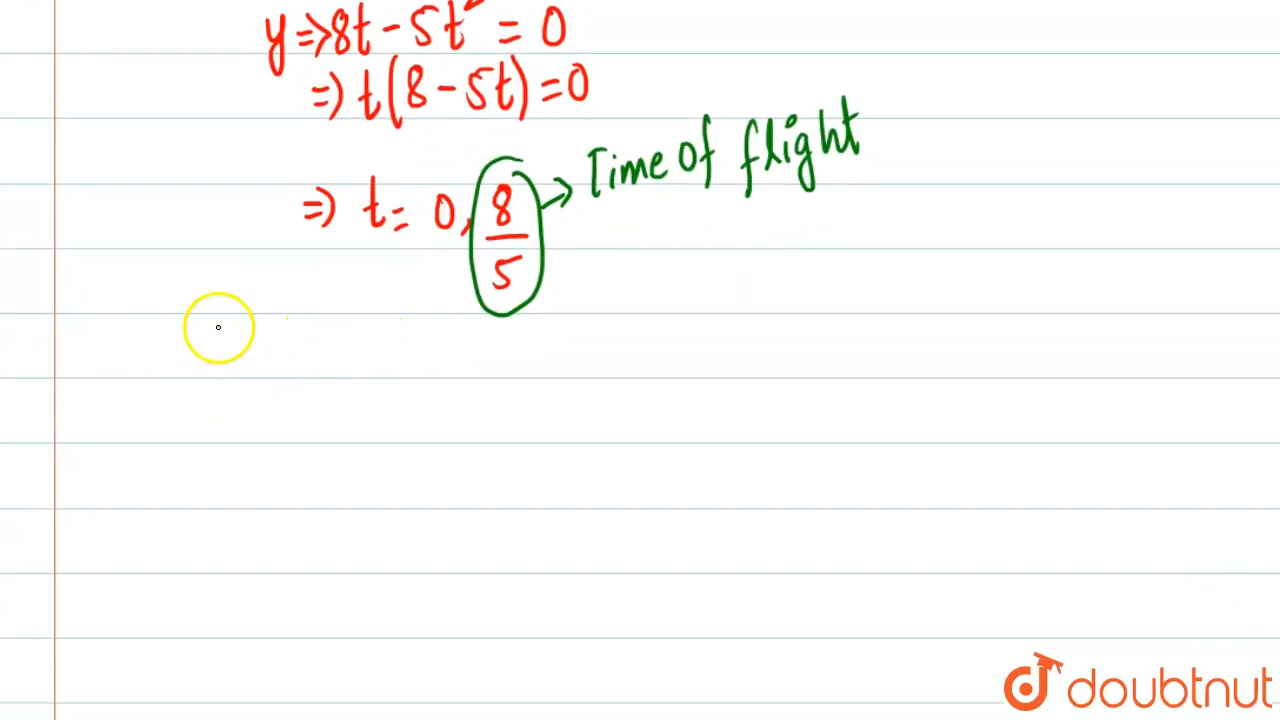 y ⇒ 8t - 5t² = 0
⇒ t(8 - 5t) = 0
⇒ t = 0, 8/5 → Time of flight
doubtnut